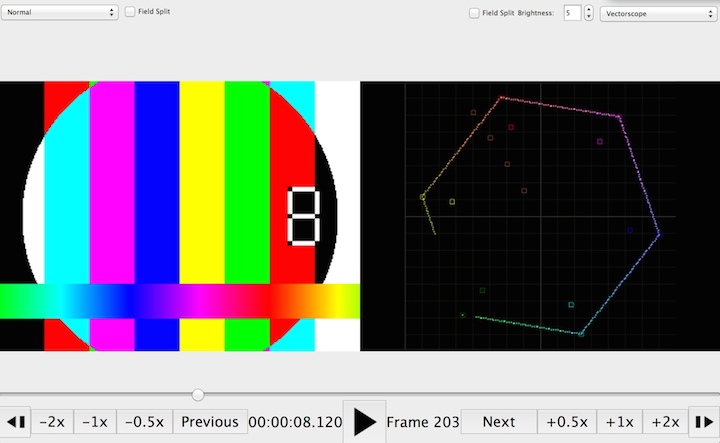 Normal
Field Split
Field Split Brightness: 5
Vectorscope
8
−2x −1x −0.5x Previous 00:00:08.120 Frame 203 Next +0.5x +1x +2x